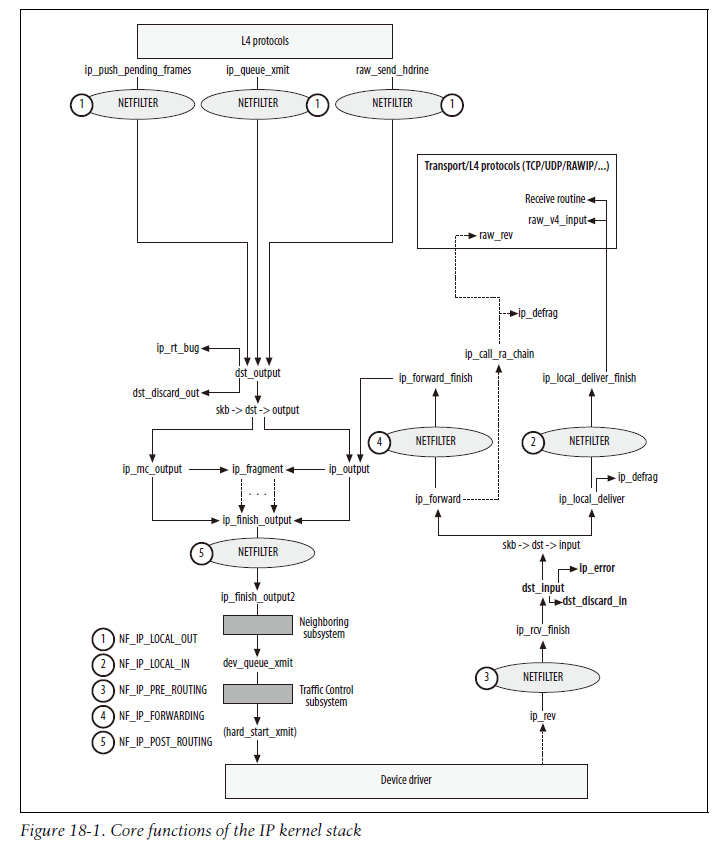 L4 protocols
ip_push_pending_frames
ip_queue_xmit
raw_send_hdrine
1
NETFILTER
NETFILTER
1
NETFILTER
1
Transport/L4 protocols (TCP/UDP/RAWIP/...)
Receive routine
raw_v4_input
raw_rev
ip_defrag
ip_rt_bug
ip_call_ra_chain
dst_output
dst_discard_out
ip_forward_finish
ip_local_deliver_finish
skb -> dst -> output
4
NETFILTER
2
NETFILTER
ip_mc_output
ip_fragment
ip_output
ip_defrag
. . .
ip_forward
ip_local_deliver
ip_finish_output
skb -> dst -> input
5
NETFILTER
ip_error
dst_input
dst_discard_in
ip_finish_output2
ip_rcv_finish
Neighboring
subsystem
1
NF_IP_LOCAL_OUT
2
NF_IP_LOCAL_IN
dev_queue_xmit
3
NETFILTER
3
NF_IP_PRE_ROUTING
Traffic Control
subsystem
4
NF_IP_FORWARDING
ip_rev
5
NF_IP_POST_ROUTING
(hard_start_xmit)
Device driver
Figure 18-1. Core functions of the IP kernel stack